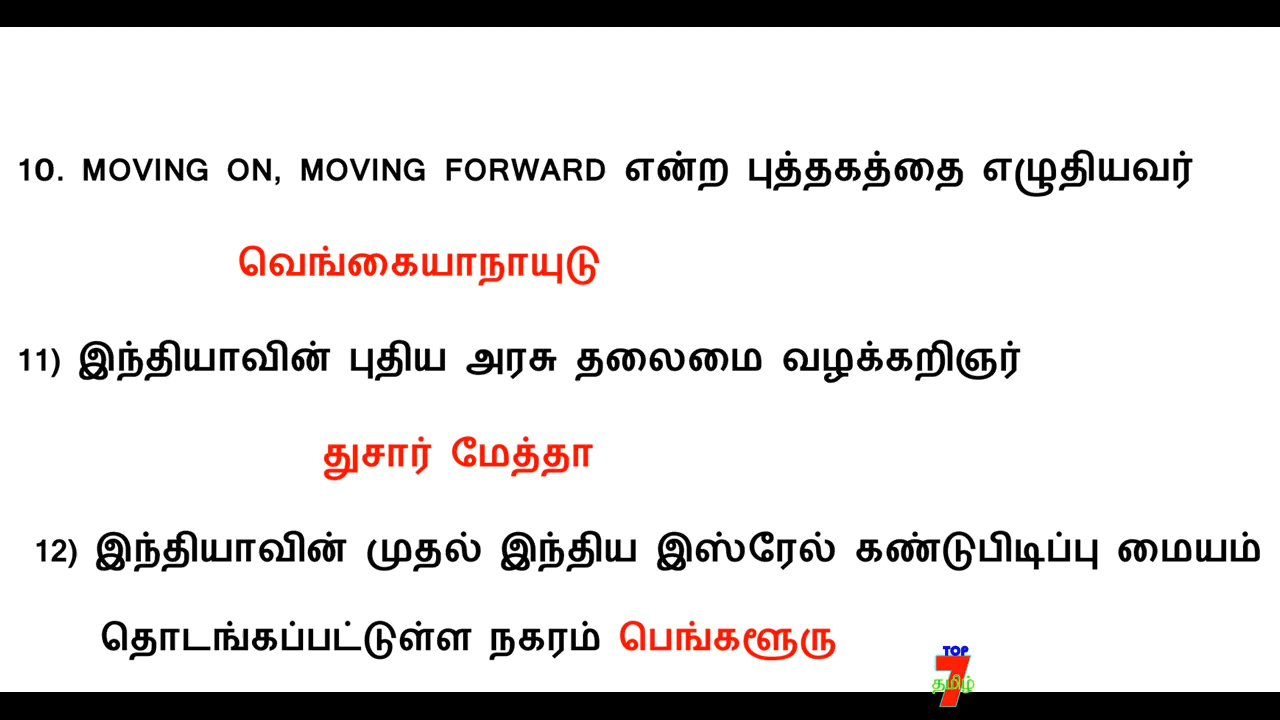 10. MOVING ON, MOVING FORWARD என்ற புத்தகத்தை எழுதியவர்
வெங்கையாநாயுடு
11) இந்தியாவின் புதிய அரசு தலைமை வழக்கறிஞர்
துசார் மேத்தா
12) இந்தியாவின் முதல் இந்திய இஸ்ரேல் கண்டுபிடிப்பு மையம்
தொடங்கப்பட்டுள்ள நகரம் பெங்களூரு
TOP
7
தமிழ்